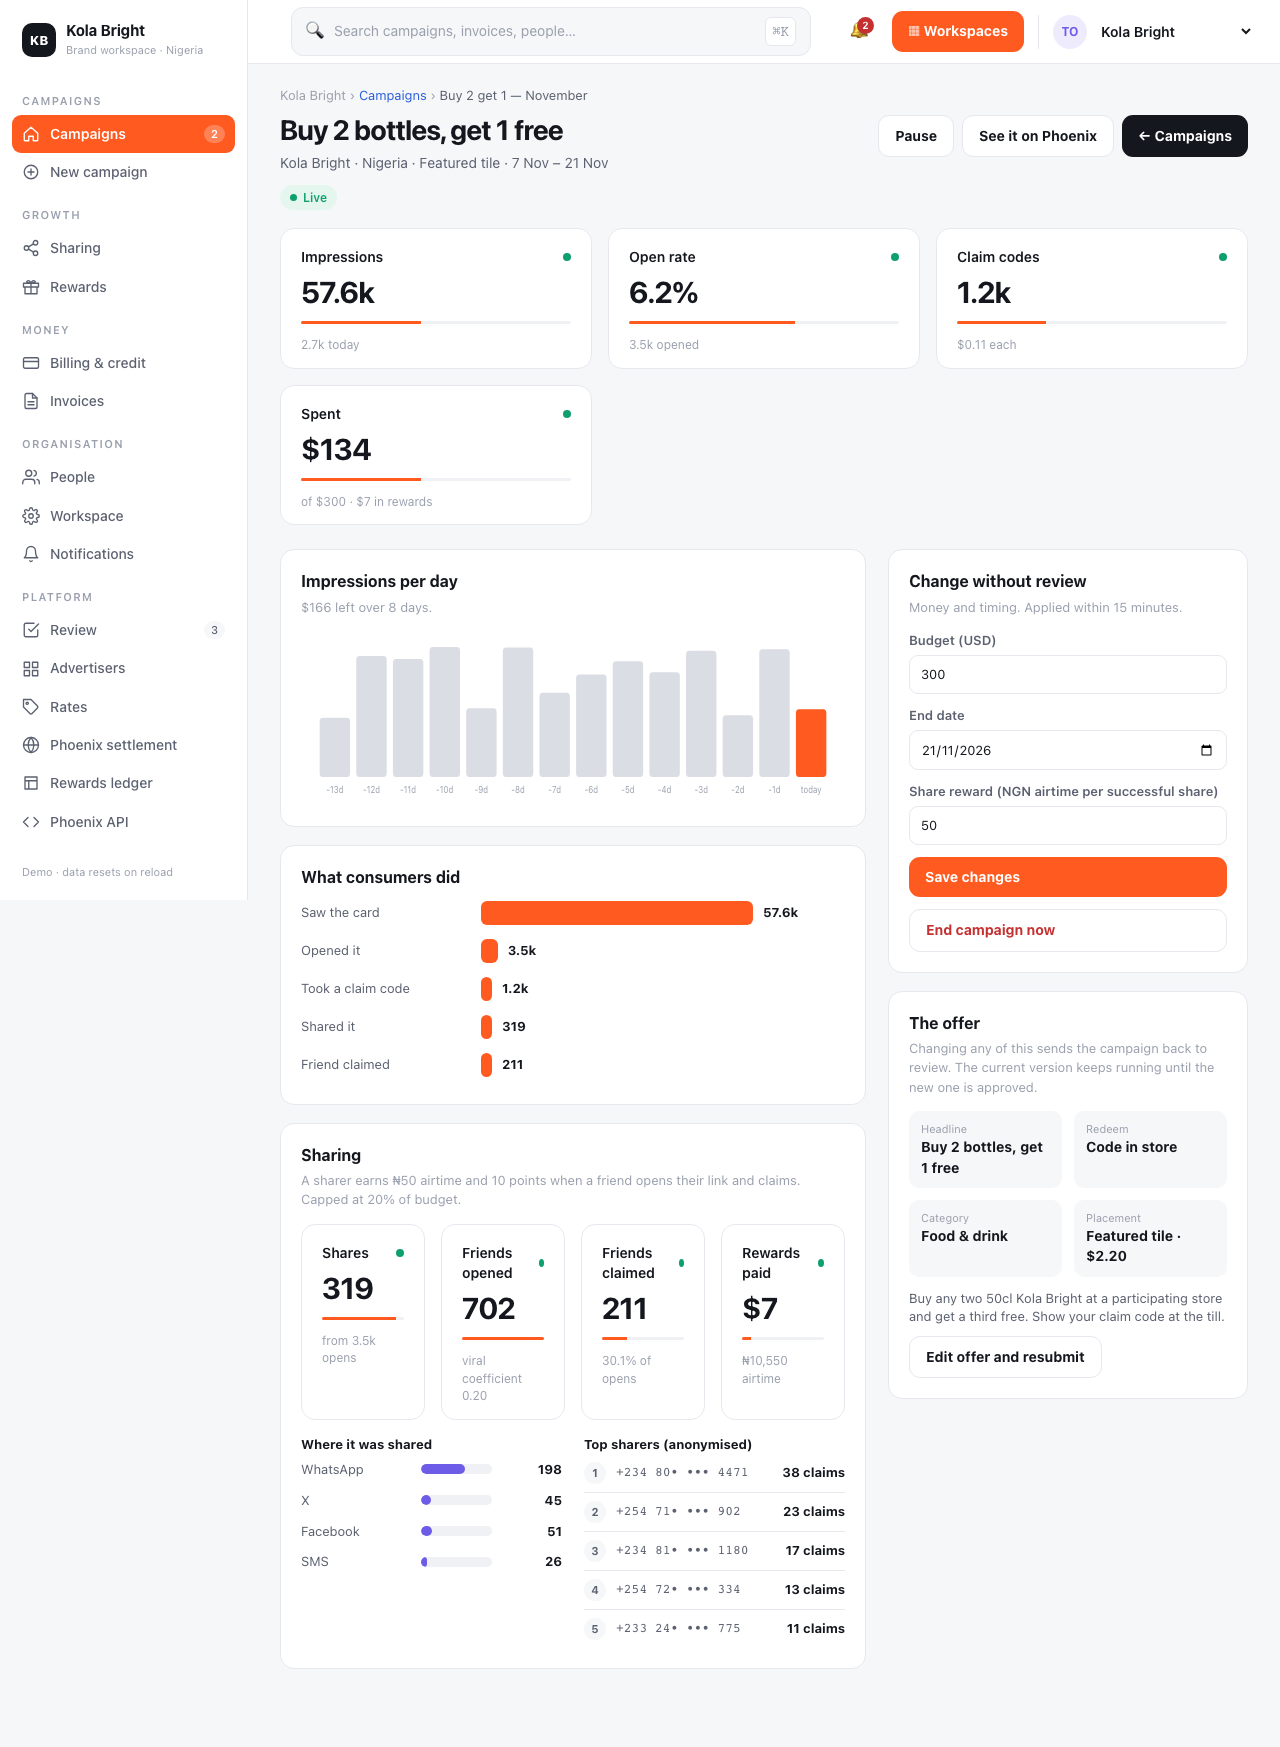 KB
Kola Bright
Brand workspace · Nigeria
CAMPAIGNS
Campaigns 2
New campaign
GROWTH
Sharing
Rewards
MONEY
Billing & credit
Invoices
ORGANISATION
People
Workspace
Notifications
PLATFORM
Review 3
Advertisers
Rates
Phoenix settlement
Rewards ledger
Phoenix API
Demo · data resets on reload
Search campaigns, invoices, people… ⌘K
2
Workspaces
TO
Kola Bright
Kola Bright › Campaigns › Buy 2 get 1 — November
Buy 2 bottles, get 1 free
Kola Bright · Nigeria · Featured tile · 7 Nov – 21 Nov
Live
Pause
See it on Phoenix
← Campaigns
Impressions
57.6k
2.7k today
Open rate
6.2%
3.5k opened
Claim codes
1.2k
$0.11 each
Spent
$134
of $300 · $7 in rewards
Impressions per day
$166 left over 8 days.
-13d -12d -11d -10d -9d -8d -7d -6d -5d -4d -3d -2d -1d today
What consumers did
Saw the card 57.6k
Opened it 3.5k
Took a claim code 1.2k
Shared it 319
Friend claimed 211
Sharing
A sharer earns ₦50 airtime and 10 points when a friend opens their link and claims.
Capped at 20% of budget.
Shares
319
from 3.5k
opens
Friends
opened
702
viral
coefficient
0.20
Friends
claimed
211
30.1% of
opens
Rewards
paid
$7
₦10,550
airtime
Where it was shared
WhatsApp 198
X 45
Facebook 51
SMS 26
Top sharers (anonymised)
1 +234 80• ••• 4471 38 claims
2 +254 71• ••• 902 23 claims
3 +234 81• ••• 1180 17 claims
4 +254 72• ••• 334 13 claims
5 +233 24• ••• 775 11 claims
Change without review
Money and timing. Applied within 15 minutes.
Budget (USD)
300
End date
21/11/2026
Share reward (NGN airtime per successful share)
50
Save changes
End campaign now
The offer
Changing any of this sends the campaign back to
review. The current version keeps running until the
new one is approved.
Headline
Buy 2 bottles, get
1 free
Redeem
Code in store
Category
Food & drink
Placement
Featured tile ·
$2.20
Buy any two 50cl Kola Bright at a participating store
and get a third free. Show your claim code at the till.
Edit offer and resubmit